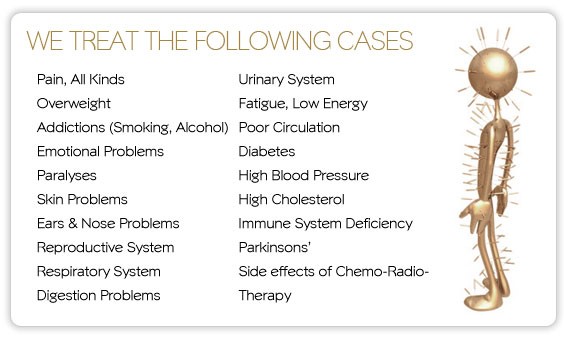 WE TREAT THE FOLLOWING CASES
Pain, All Kinds
Overweight
Addictions (Smoking, Alcohol)
Emotional Problems
Paralyses
Skin Problems
Ears & Nose Problems
Reproductive System
Respiratory System
Digestion Problems
Urinary System
Fatigue, Low Energy
Poor Circulation
Diabetes
High Blood Pressure
High Cholesterol
Immune System Deficiency
Parkinsons'
Side effects of Chemo-Radio-
Therapy